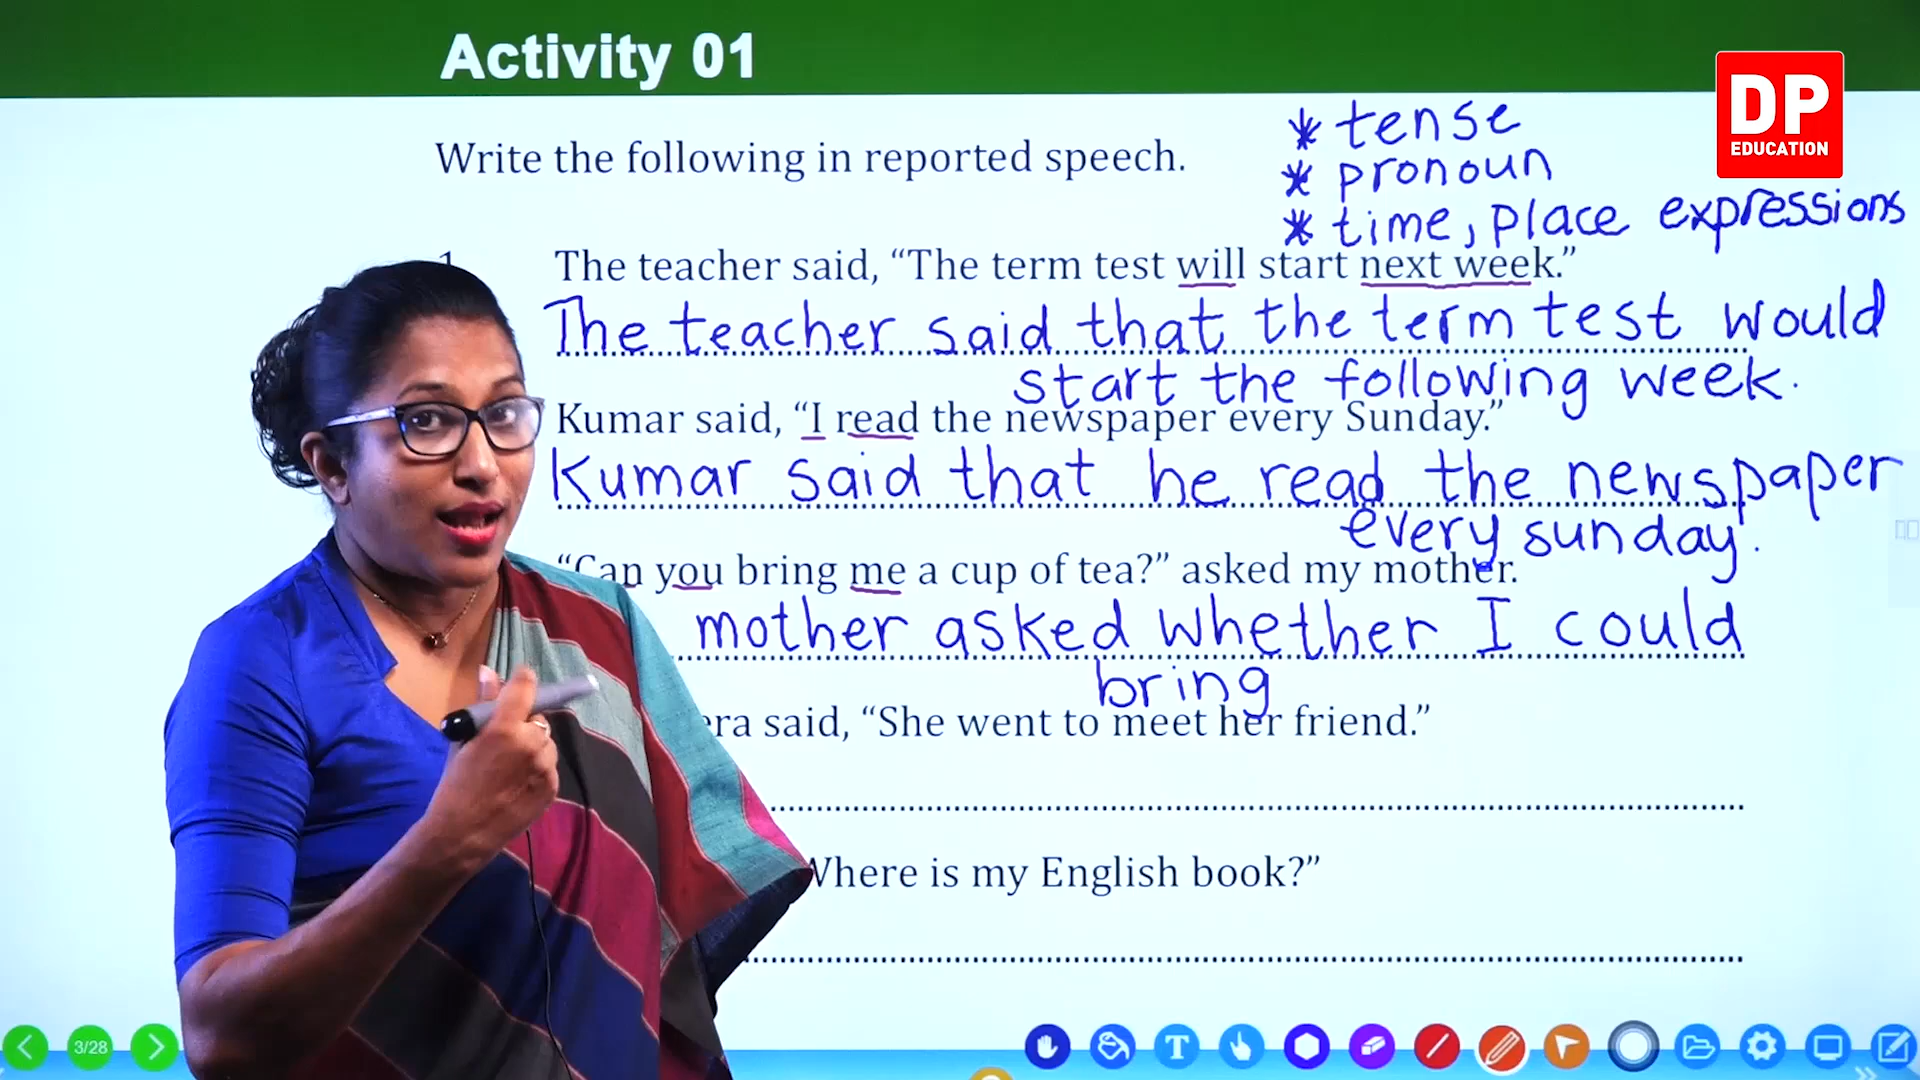 Activity 01
DP
EDUCATION
Write the following in reported speech.
* tense
* pronoun
* time, place expressions
The teacher said, “The term test will start next week.”
The teacher said that the term test would
start the following week.
Kumar said, “I read the newspaper every Sunday.”
Kumar said that he read the newspaper
every sunday.
“Can you bring me a cup of tea?” asked my mother.
mother asked whether I could
bring
said, “She went to meet her friend.”
Where is my English book?”
3/28
T